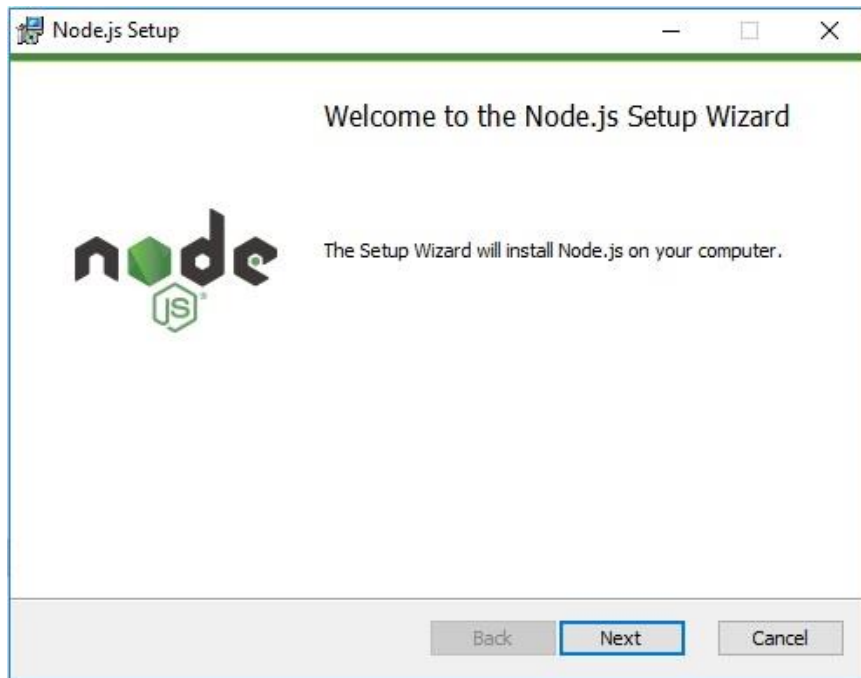 Node.js Setup
Welcome to the Node.js Setup Wizard
node
JS
The Setup Wizard will install Node.js on your computer.
Back
Next
Cancel